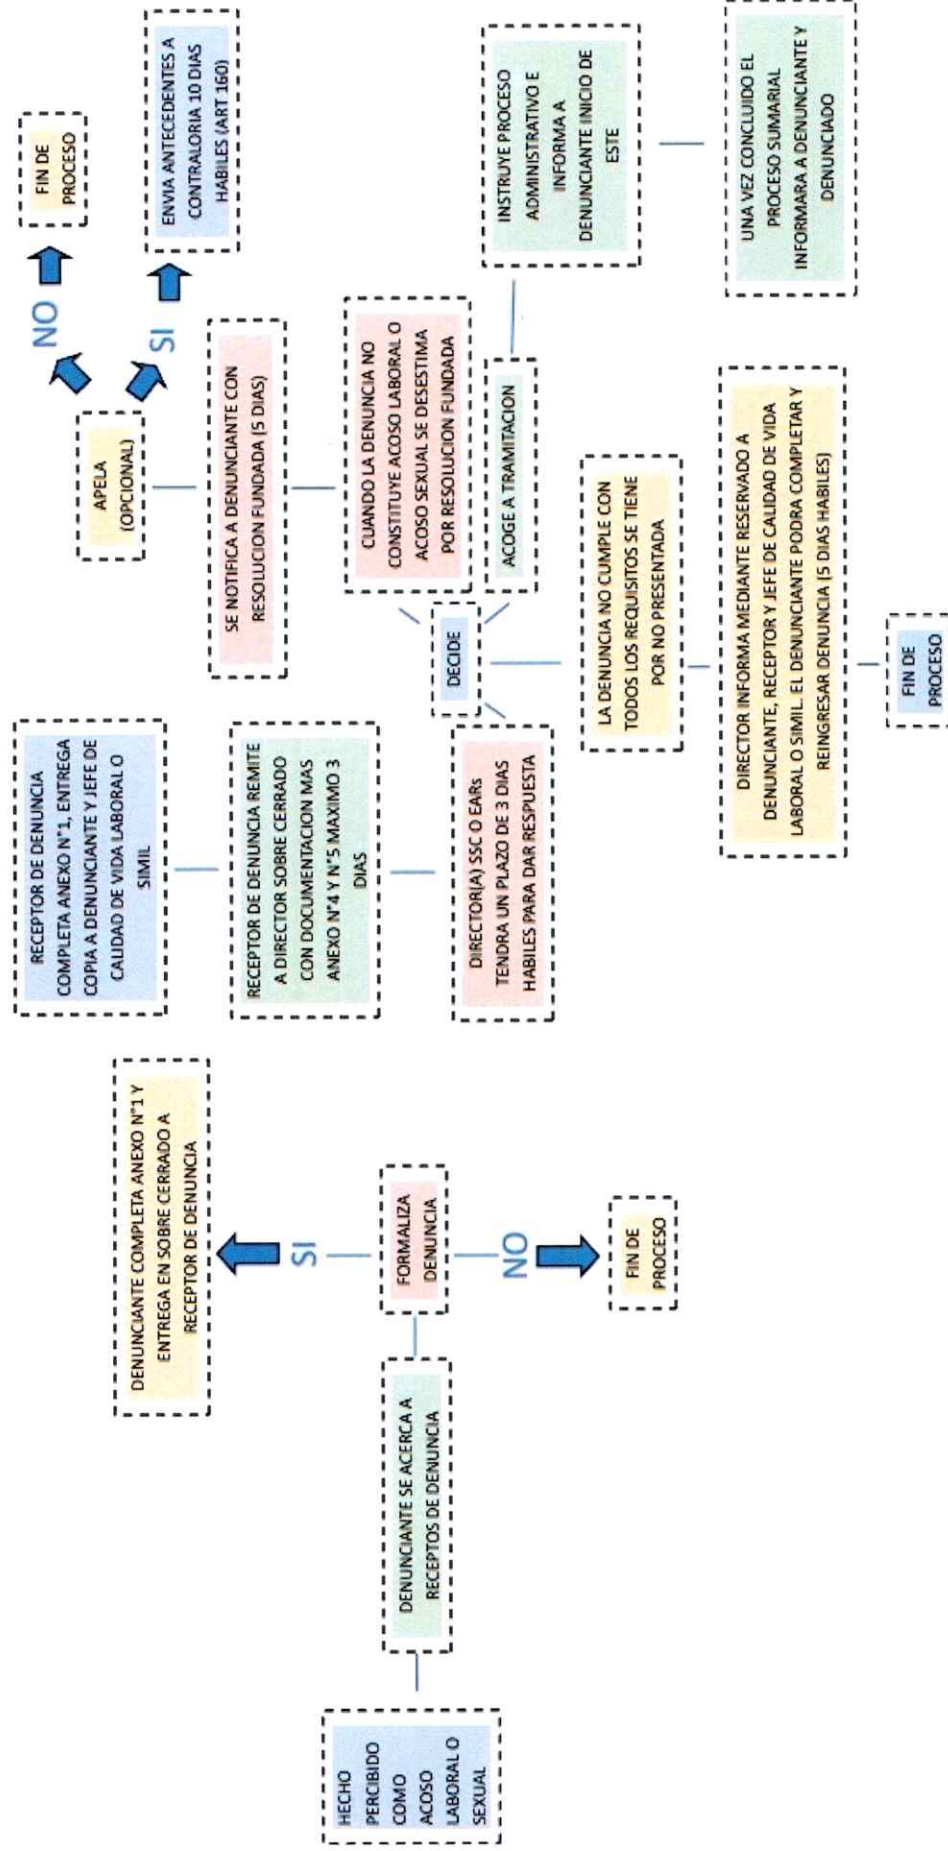 HECHO
PERCIBIDO
COMO
ACOSO
LABORAL O
SEXUAL
DENUNCIANTE SE ACERCA A
RECEPTOS DE DENUNCIA
FORMALIZA
DENUNCIA
SI
DENUNCIANTE COMPLETA ANEXO N°1 Y
ENTREGA EN SOBRE CERRADO A
RECEPTOR DE DENUNCIA
NO
FIN DE
PROCESO
RECEPTOR DE DENUNCIA
COMPLETA ANEXO N°1, ENTREGA
COPIA A DENUNCIANTE Y JEFE DE
CALIDAD DE VIDA LABORAL O
SIMIL
RECEPTOR DE DENUNCIA REMITE
A DIRECTOR SOBRE CERRADO
CON DOCUMENTACION MAS
ANEXO N°4 Y N°5 MAXIMO 3
DIAS
DIRECTOR(A) SSC O EARs
TENDRA UN PLAZO DE 3 DIAS
HABILES PARA DAR RESPUESTA
DECIDE
CUANDO LA DENUNCIA NO
CONSTITUYE ACOSO LABORAL O
ACOSO SEXUAL SE DESESTIMA
POR RESOLUCION FUNDADA
SE NOTIFICA A DENUNCIANTE CON
RESOLUCION FUNDADA (5 DIAS)
APELA
(OPCIONAL)
NO
FIN DE
PROCESO
SI
ENVIA ANTECEDENTES A
CONTRALORIA 10 DIAS
HABILES (ART 160)
ACOGE A TRAMITACION
INSTRUYE PROCESO
ADMINISTRATIVO E
INFORMA A
DENUNCIANTE INICIO DE
ESTE
UNA VEZ CONCLUIDO EL
PROCESO SUMARIAL
INFORMARA A DENUNCIANTE Y
DENUNCIADO
LA DENUNCIA NO CUMPLE CON
TODOS LOS REQUISITOS SE TIENE
POR NO PRESENTADA
DIRECTOR INFORMA MEDIANTE RESERVADO A
DENUNCIANTE, RECEPTOR Y JEFE DE CALIDAD DE VIDA
LABORAL O SIMIL. EL DENUNCIANTE PODRA COMPLETAR Y
REINGRESAR DENUNCIA (5 DIAS HABILES)
FIN DE
PROCESO